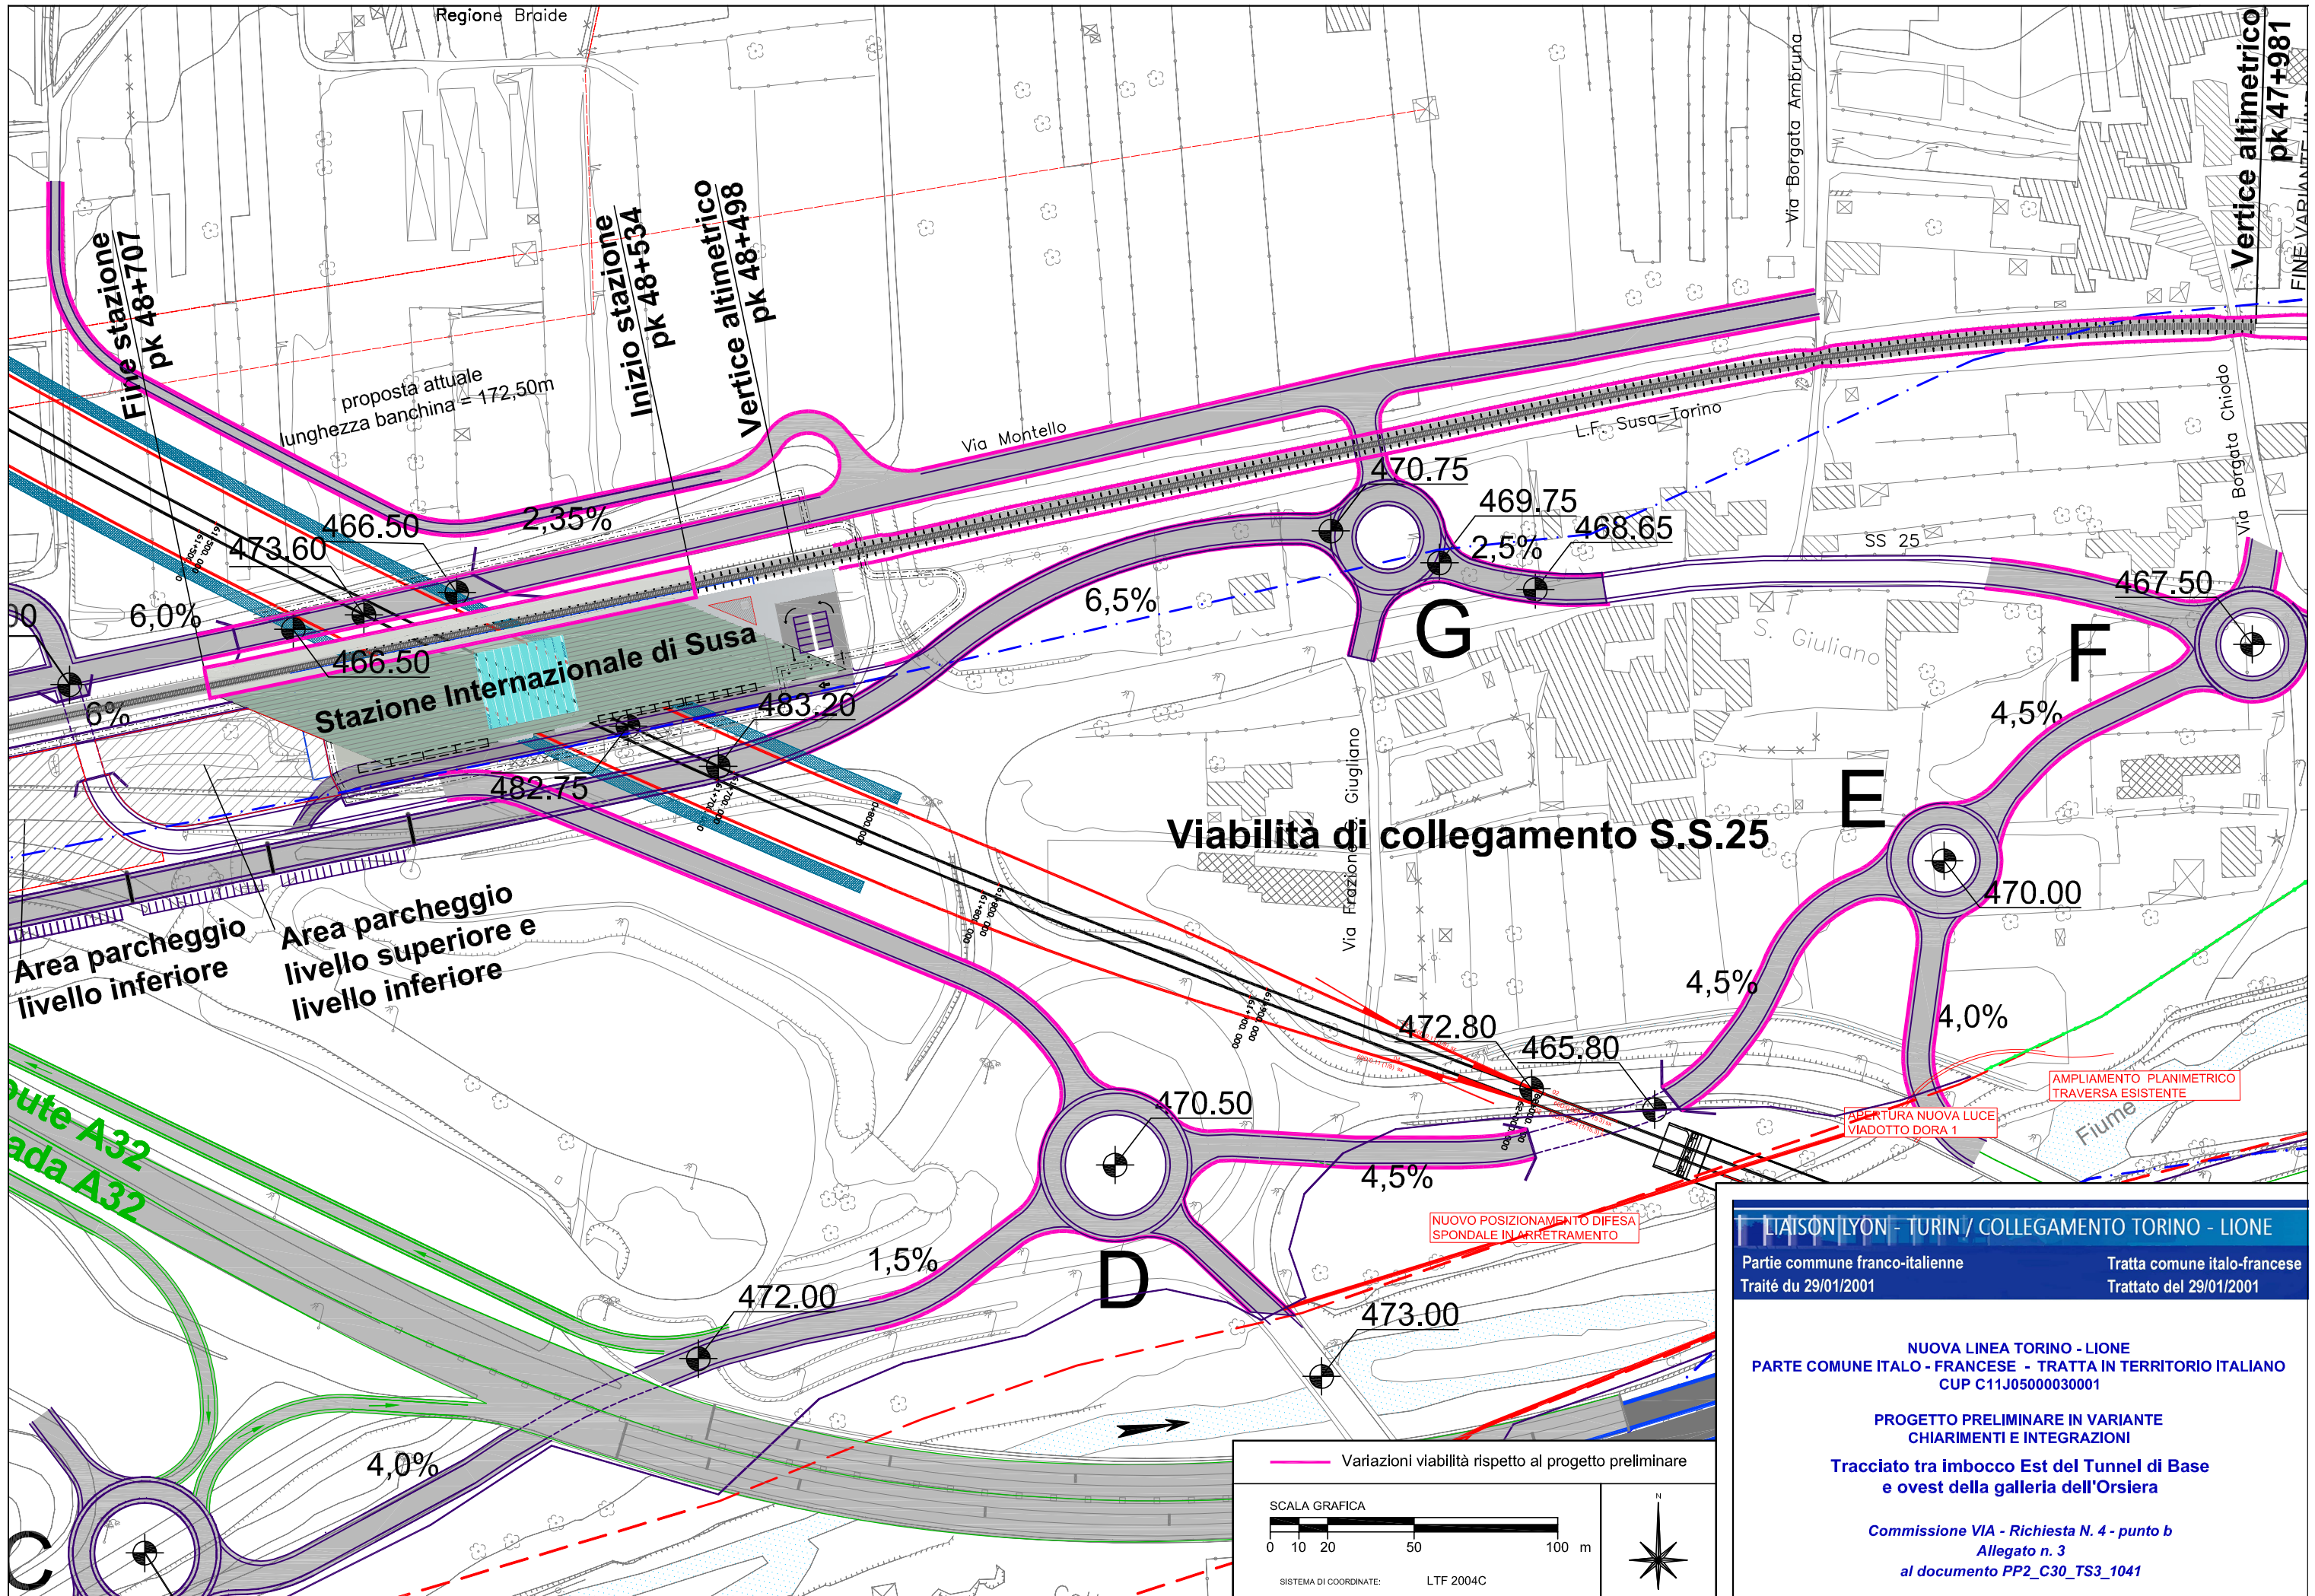 Regione Braide
Via Borgata Ambruna
Vertice altimetrico
pk 47+981
Fine stazione
pk 48+707
Inizio stazione
pk 48+534
Vertice altimetrico
pk 48+498
proposta attuale
lunghezza banchina = 172,50m
Via Montello
L.F. Susa-Torino
Via Borgata Chiodo
470.75
469.75
468.65
2,5%
SS 25
467.50
466.50
2,35%
473.60
6,0%
466.50
6,5%
G
F
S. Giuliano
Stazione Internazionale di Susa
6%
483.20
482.75
4,5%
E
Via Frazione S. Giugliano
Viabilità di collegamento S.S.25
470.00
Area parcheggio
livello inferiore
Area parcheggio
livello superiore e
livello inferiore
4,5%
4,0%
472.80
465.80
AMPLIAMENTO PLANIMETRICO
TRAVERSA ESISTENTE
APERTURA NUOVA LUCE
VIADOTTO DORA 1
Fiume
470.50
4,5%
NUOVO POSIZIONAMENTO DIFESA
SPONDALE IN ARRETRAMENTO
A32
A32
1,5%
D
472.00
473.00
4,0%
C
Variazioni viabilità rispetto al progetto preliminare
SCALA GRAFICA
0 10 20 50 100 m
SISTEMA DI COORDINATE: LTF 2004C
N
LIAISON LYON - TURIN / COLLEGAMENTO TORINO - LIONE
Partie commune franco-italienne
Traité du 29/01/2001
Tratta comune italo-francese
Trattato del 29/01/2001
NUOVA LINEA TORINO - LIONE
PARTE COMUNE ITALO - FRANCESE - TRATTA IN TERRITORIO ITALIANO
CUP C11J05000030001
PROGETTO PRELIMINARE IN VARIANTE
CHIARIMENTI E INTEGRAZIONI
Tracciato tra imbocco Est del Tunnel di Base
e ovest della galleria dell'Orsiera
Commissione VIA - Richiesta N. 4 - punto b
Allegato n. 3
al documento PP2_C30_TS3_1041